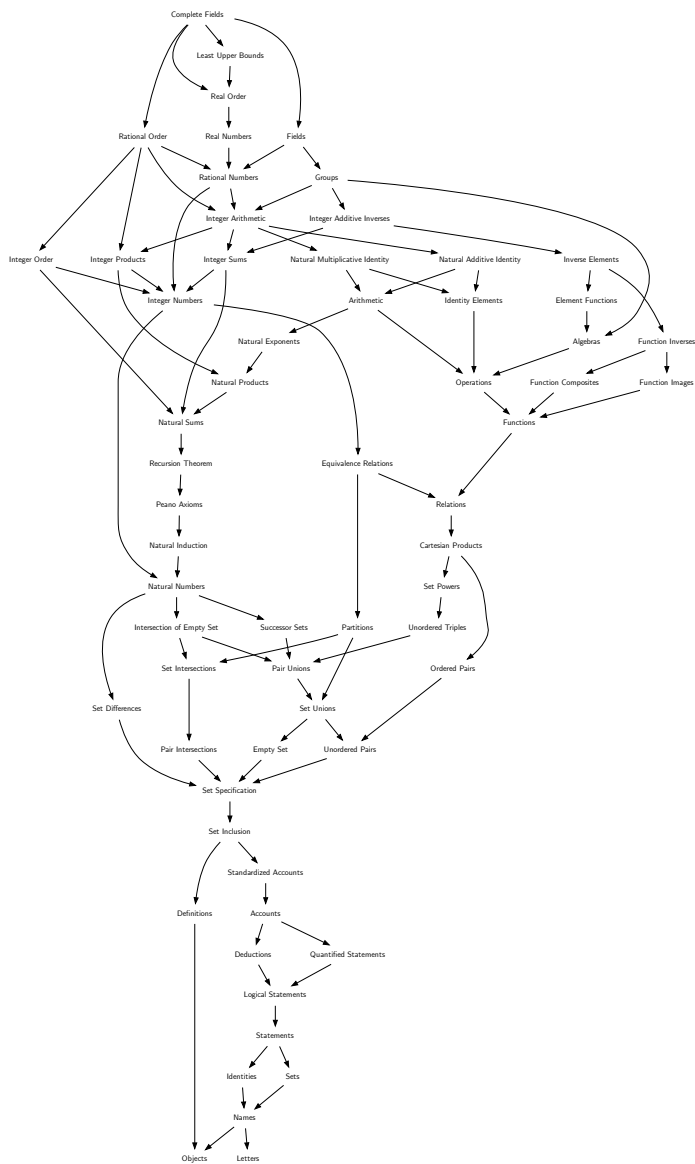 Complete Fields
Least Upper Bounds
Real Order
Rational Order
Real Numbers
Fields
Rational Numbers
Groups
Integer Arithmetic
Integer Additive Inverses
Integer Order
Integer Products
Integer Sums
Natural Multiplicative Identity
Natural Additive Identity
Inverse Elements
Integer Numbers
Arithmetic
Identity Elements
Element Functions
Natural Exponents
Algebras
Function Inverses
Natural Products
Operations
Function Composites
Function Images
Natural Sums
Functions
Recursion Theorem
Equivalence Relations
Peano Axioms
Relations
Natural Induction
Cartesian Products
Natural Numbers
Set Powers
Intersection of Empty Set
Successor Sets
Partitions
Unordered Triples
Set Intersections
Pair Unions
Ordered Pairs
Set Differences
Set Unions
Pair Intersections
Empty Set
Unordered Pairs
Set Specification
Set Inclusion
Standardized Accounts
Definitions
Accounts
Deductions
Quantified Statements
Logical Statements
Statements
Identities
Sets
Names
Objects
Letters